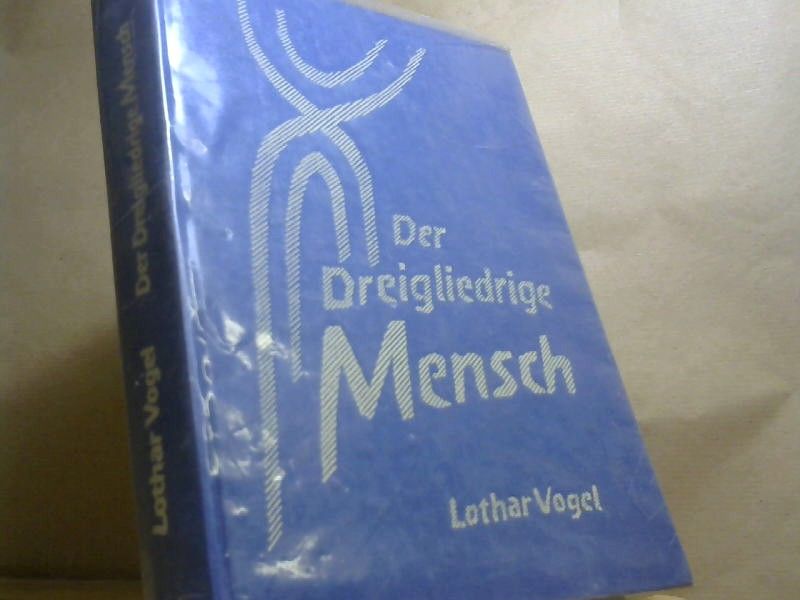 Der
Dreigliedrige
Mensch
Lothar Vogel
Lothar Vogel Der Dreigliedrige Mensch